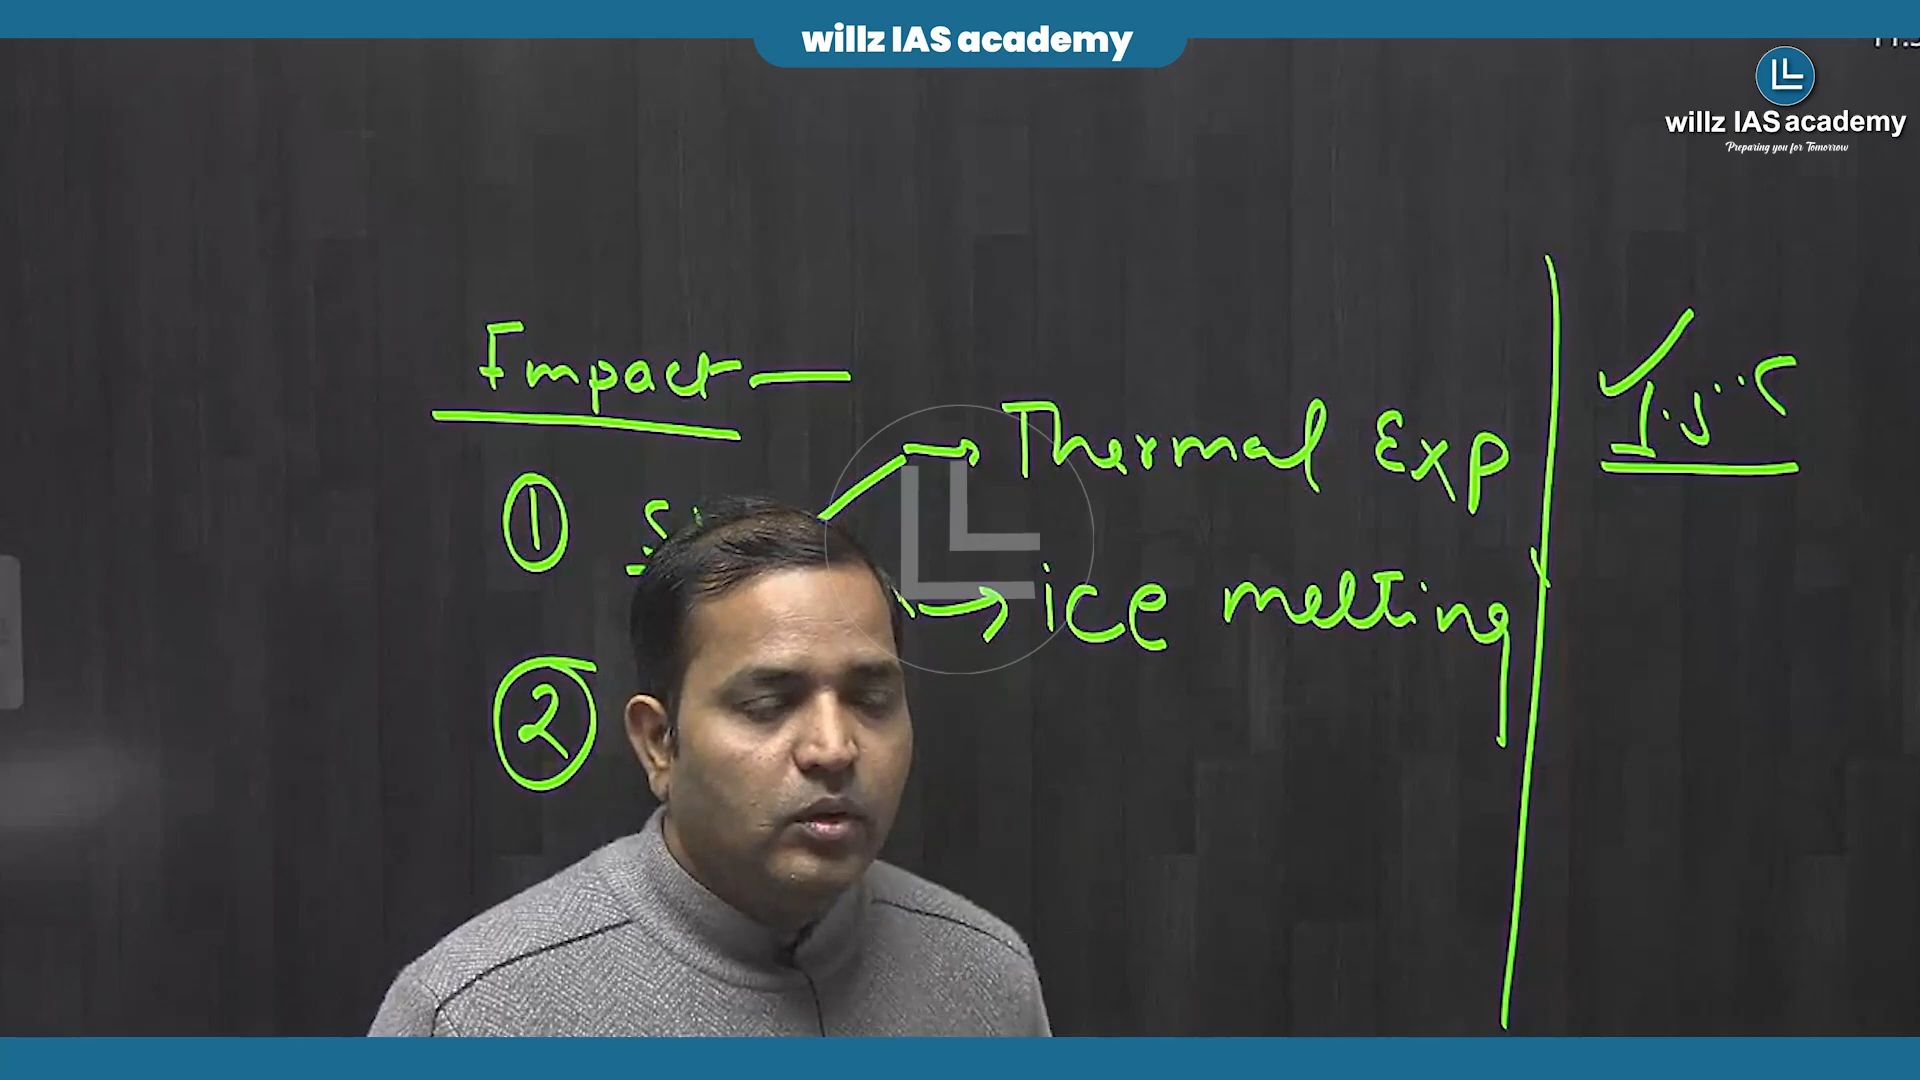 willz IAS academy
willz IAS academy
Preparing you for Tomorrow
Impact —
① 
→ Thermal Exp
→ ice melting
②